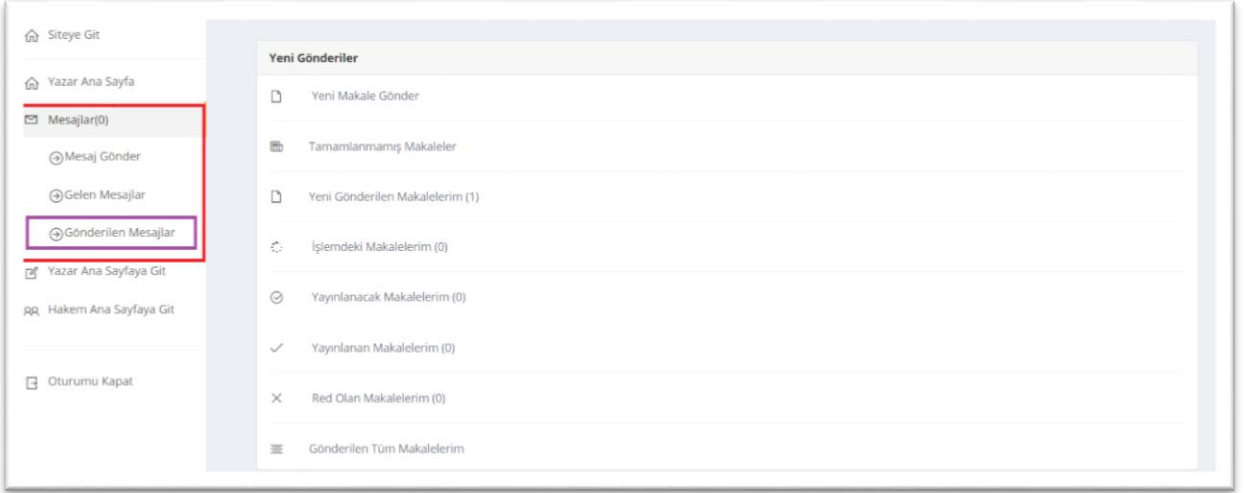 Siteye Git
Yazar Ana Sayfa
Mesajlar(0)
Mesaj Gönder
Gelen Mesajlar
Gönderilen Mesajlar
Yazar Ana Sayfaya Git
Hakem Ana Sayfaya Git
Oturumu Kapat
Yeni Gönderiler
Yeni Makale Gönder
Tamamlanmamış Makaleler
Yeni Gönderilen Makalelerim (1)
İşlemdeki Makalelerim (0)
Yayınlanacak Makalelerim (0)
Yayınlanan Makalelerim (0)
Red Olan Makalelerim (0)
Gönderilen Tüm Makalelerim